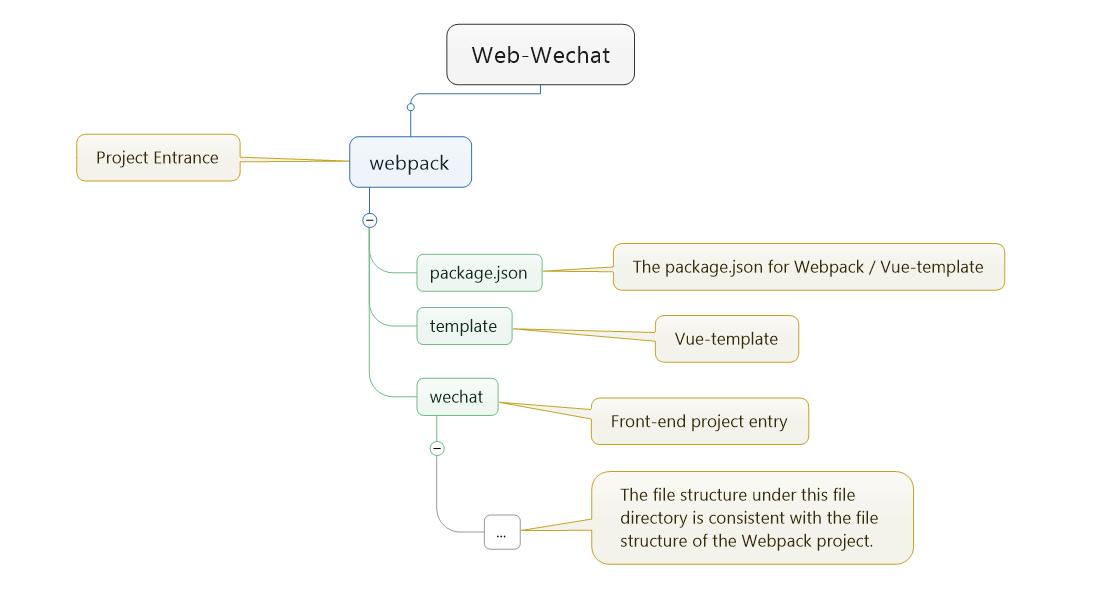 Web-Wechat
Project Entrance
webpack
package.json
The package.json for Webpack / Vue-template
template
Vue-template
wechat
Front-end project entry
...
The file structure under this file
directory is consistent with the file
structure of the Webpack project.